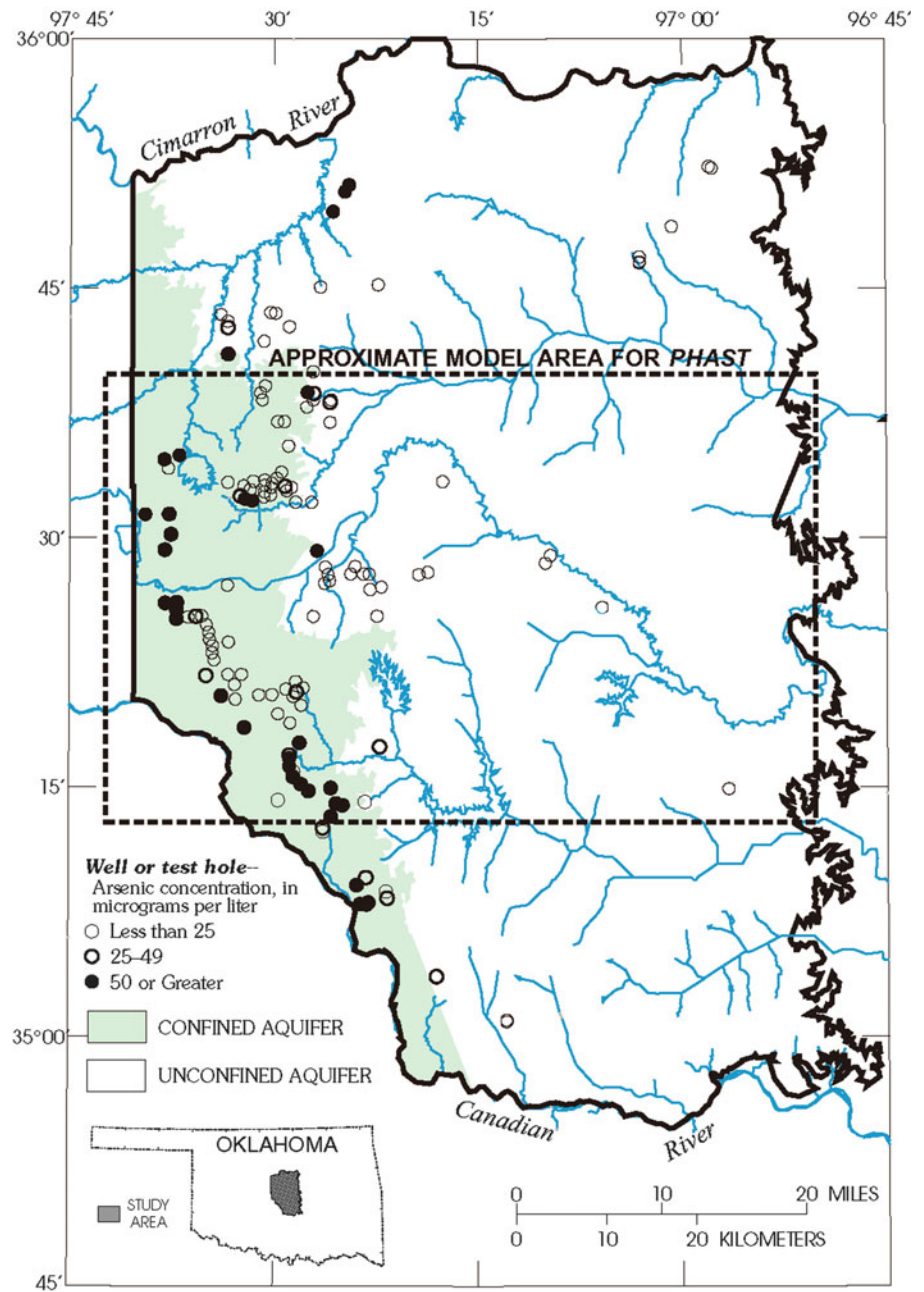 97° 45′
30′
15′
97° 00′
96° 45′
36°00′
Cimarron River
45′
APPROXIMATE MODEL AREA FOR PHAST
30′
15′
Well or test hole--
Arsenic concentration, in
micrograms per liter
Less than 25
25–49
50 or Greater
CONFINED AQUIFER
35°00′
UNCONFINED AQUIFER
Canadian River
OKLAHOMA
STUDY
AREA
0 10 20 MILES
0 10 20 KILOMETERS
45′